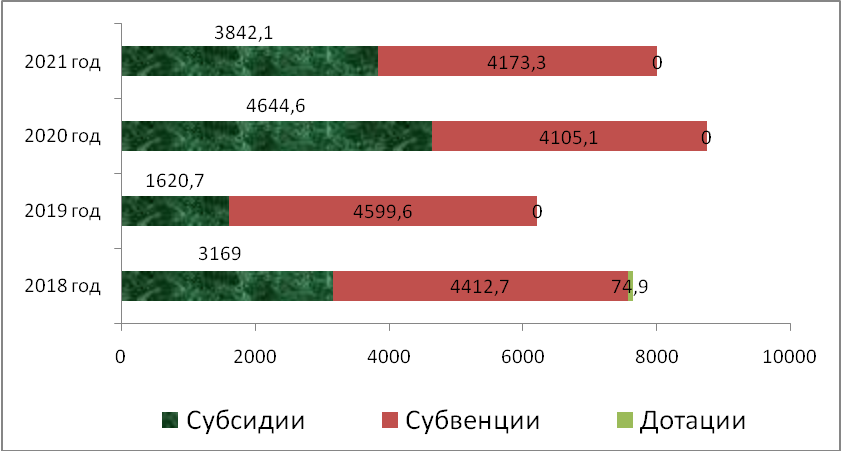 3842,1
2021 год 4173,3 0
4644,6
2020 год 4105,1 0
1620,7
2019 год 4599,6 0
3169
2018 год 4412,7 74,9
0 2000 4000 6000 8000 10000
Субсидии Субвенции Дотации